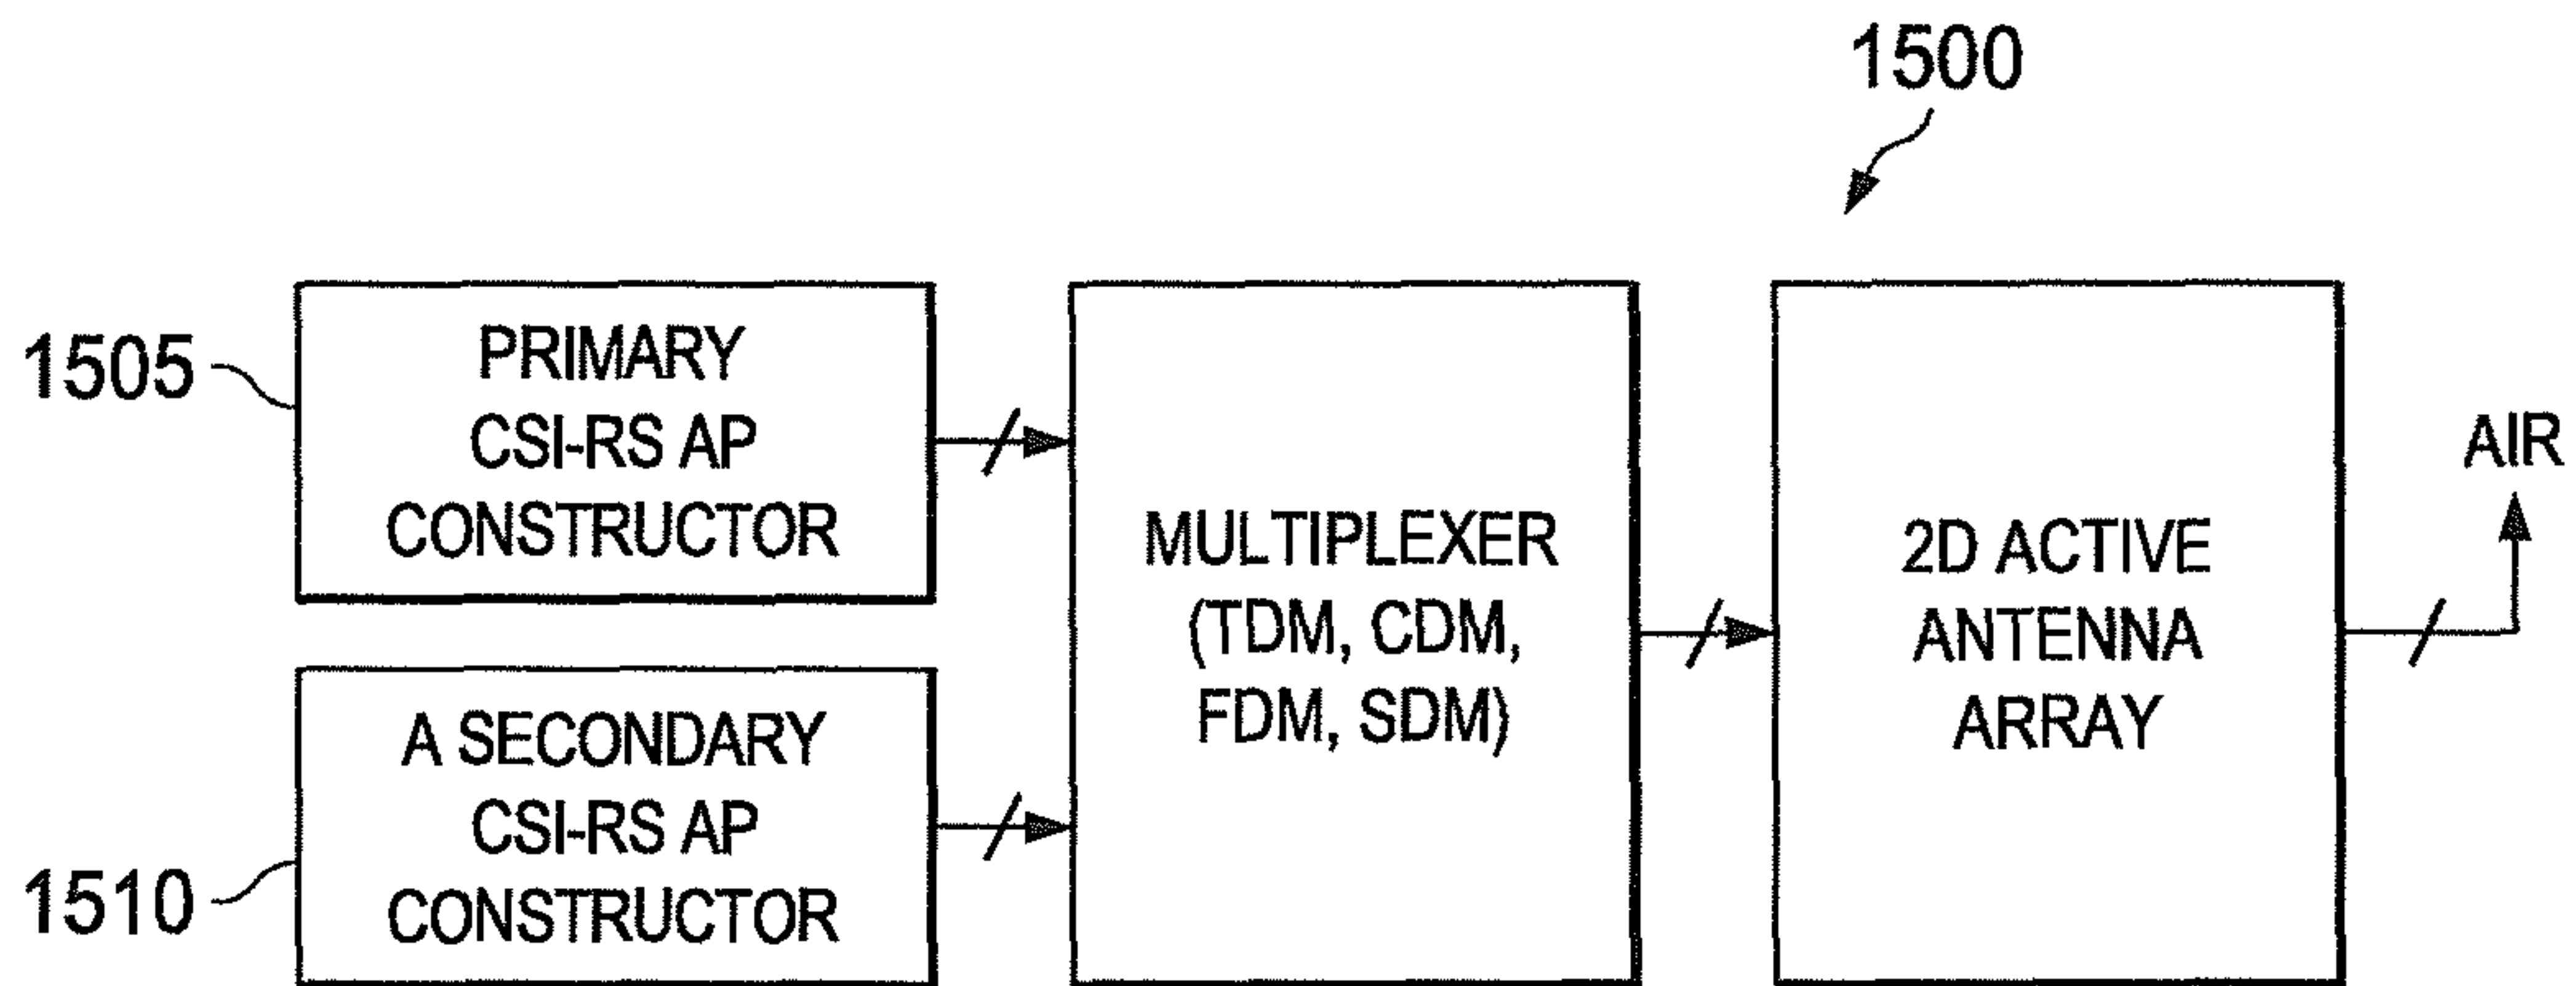 1500
1505
PRIMARY
CSI-RS AP
CONSTRUCTOR
1510
A SECONDARY
CSI-RS AP
CONSTRUCTOR
MULTIPLEXER
(TDM, CDM,
FDM, SDM)
2D ACTIVE
ANTENNA
ARRAY
AIR